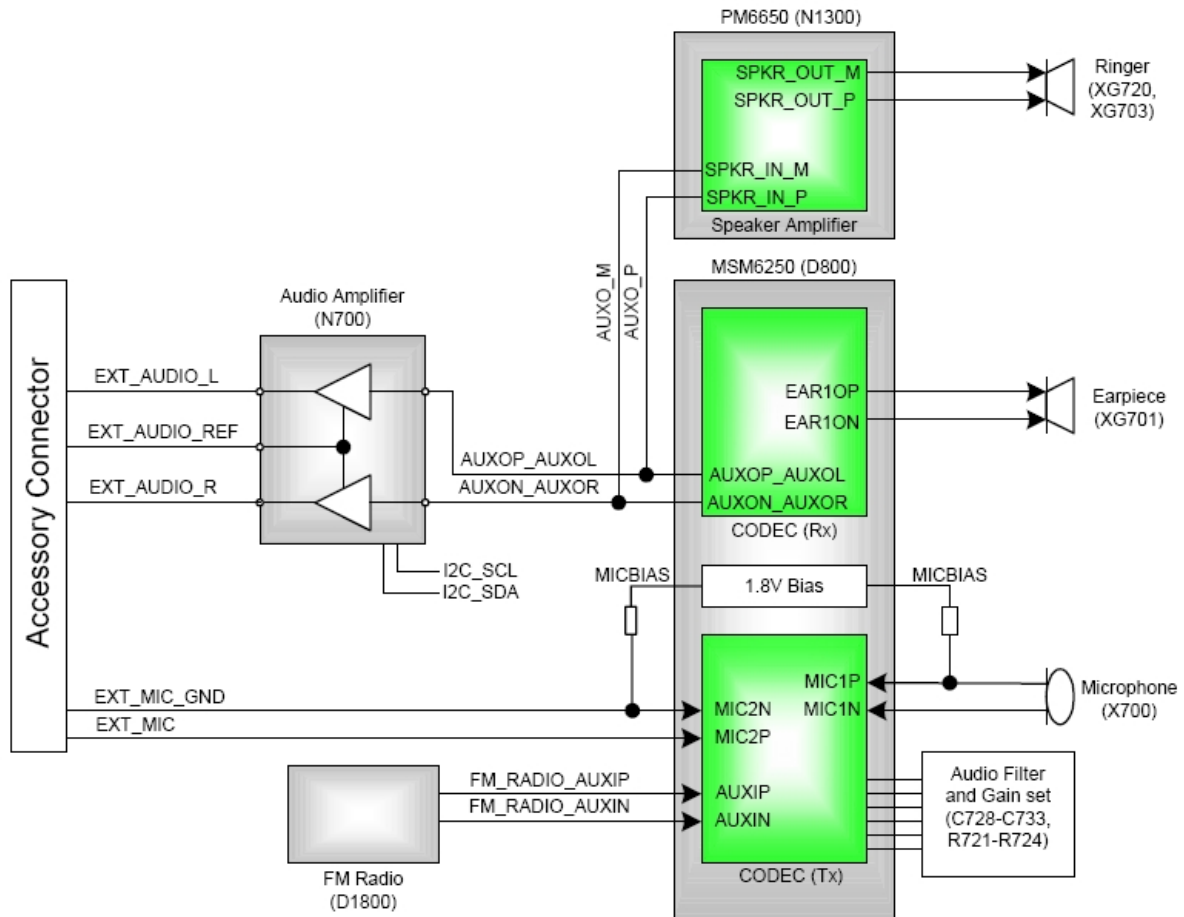 PM6650 (N1300)
SPKR_OUT_M
SPKR_OUT_P
SPKR_IN_M
SPKR_IN_P
Speaker Amplifier
Ringer
(XG720,
XG703)
AUXO_M
AUXO_P
MSM6250 (D800)
Accessory Connector
Audio Amplifier
(N700)
EXT_AUDIO_L
EXT_AUDIO_REF
EXT_AUDIO_R
AUXOP_AUXOL
AUXON_AUXOR
I2C_SCL
I2C_SDA
EAR1OP
EAR1ON
AUXOP_AUXOL
AUXON_AUXOR
CODEC (Rx)
Earpiece
(XG701)
MICBIAS
1.8V Bias
MICBIAS
EXT_MIC_GND
EXT_MIC
MIC1P
MIC1N
MIC2N
MIC2P
Microphone
(X700)
FM_RADIO_AUXIP
FM_RADIO_AUXIN
AUXIP
AUXIN
CODEC (Tx)
FM Radio
(D1800)
Audio Filter
and Gain set
(C728-C733,
R721-R724)